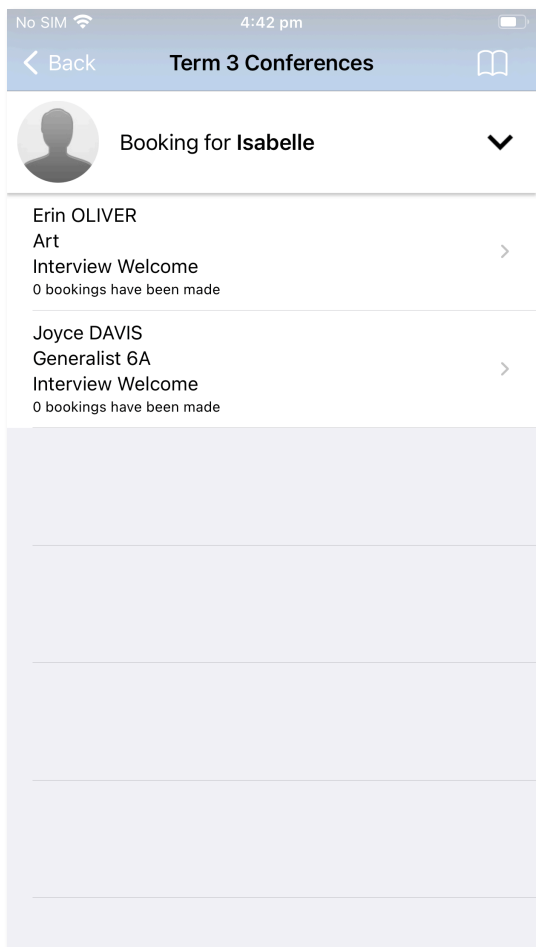 No SIM 4:42 pm
Back Term 3 Conferences
Booking for Isabelle
Erin OLIVER
Art
Interview Welcome
0 bookings have been made
Joyce DAVIS
Generalist 6A
Interview Welcome
0 bookings have been made